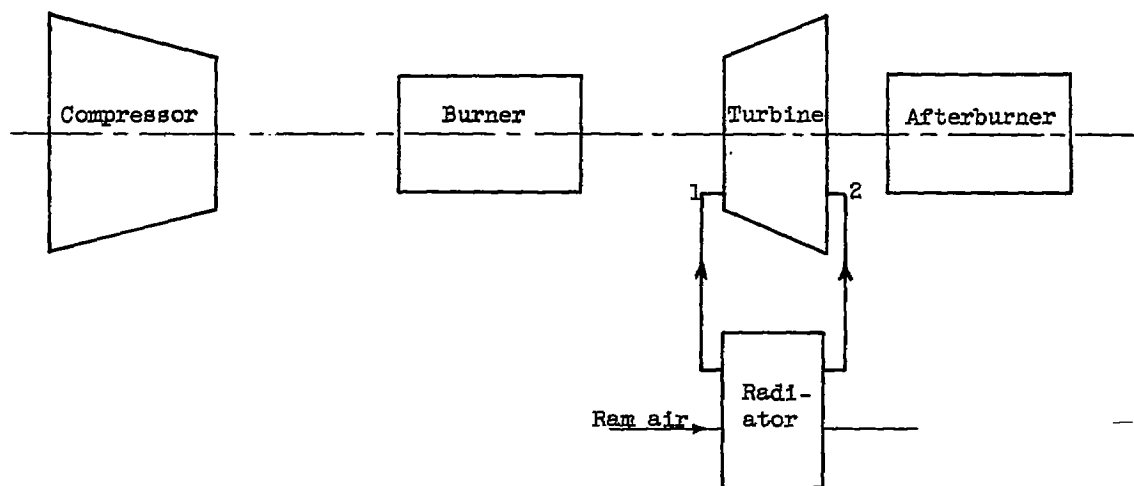 Compressor
Burner
Turbine
Afterburner
1
2
Radi-
ator
Ram air